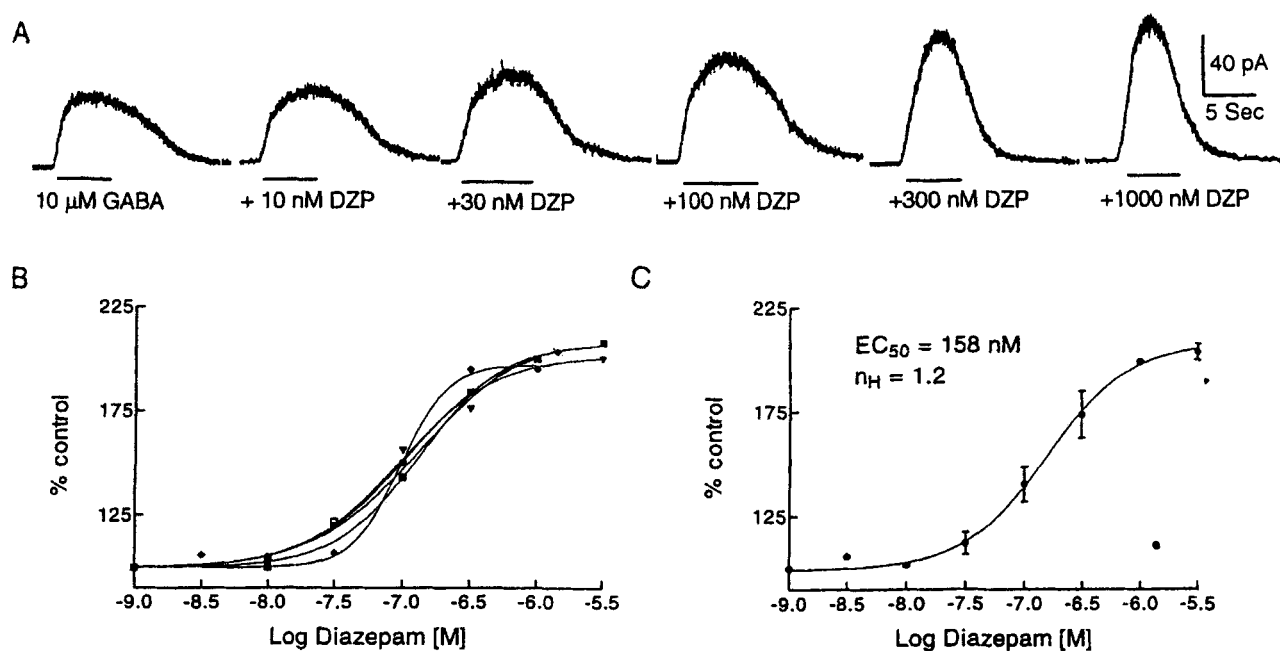 A
40 pA
5 Sec
10 µM GABA
+ 10 nM DZP
+30 nM DZP
+100 nM DZP
+300 nM DZP
+1000 nM DZP
B
225
175
125
% control
-9.0 -8.5 -8.0 -7.5 -7.0 -6.5 -6.0 -5.5
Log Diazepam [M]
C
225
175
125
% control
EC50 = 158 nM
nH = 1.2
-9.0 -8.5 -8.0 -7.5 -7.0 -6.5 -6.0 -5.5
Log Diazepam [M]